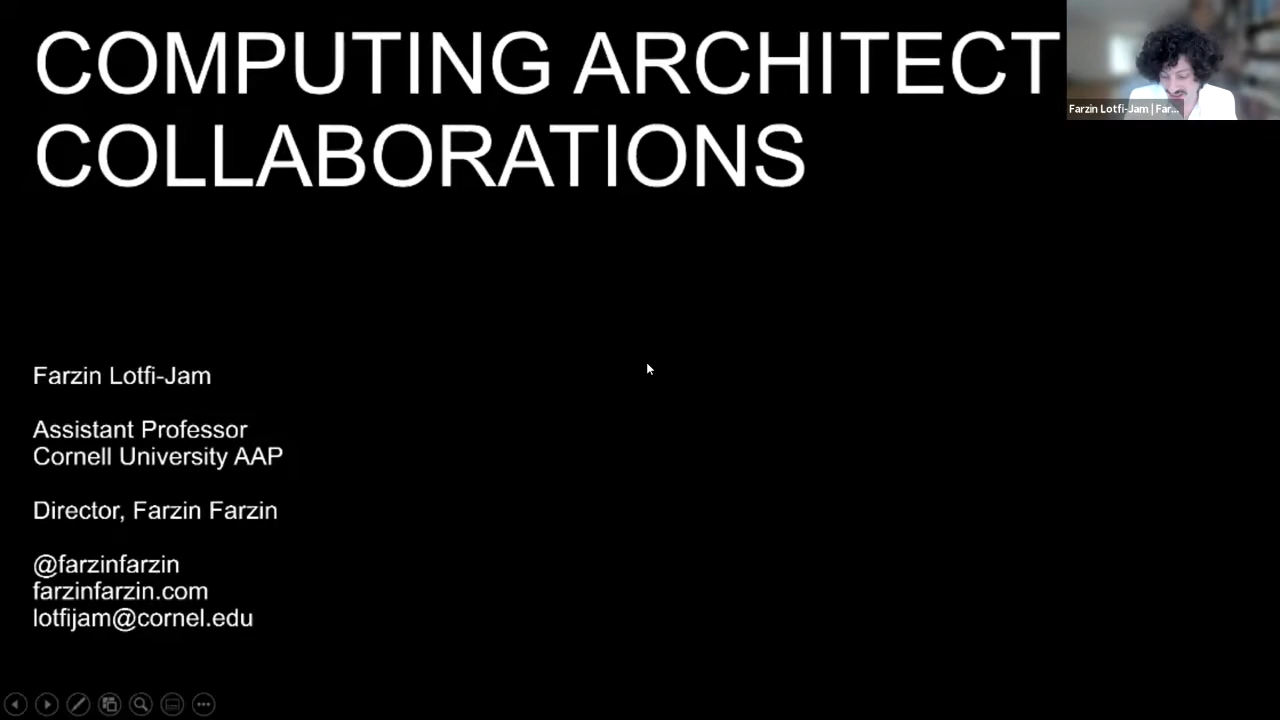 COMPUTING ARCHITECT
COLLABORATIONS
Farzin Lotfi-Jam | Far...
Farzin Lotfi-Jam
Assistant Professor
Cornell University AAP
Director, Farzin Farzin
@farzinfarzin
farzinfarzin.com
lotfijam@cornel.edu